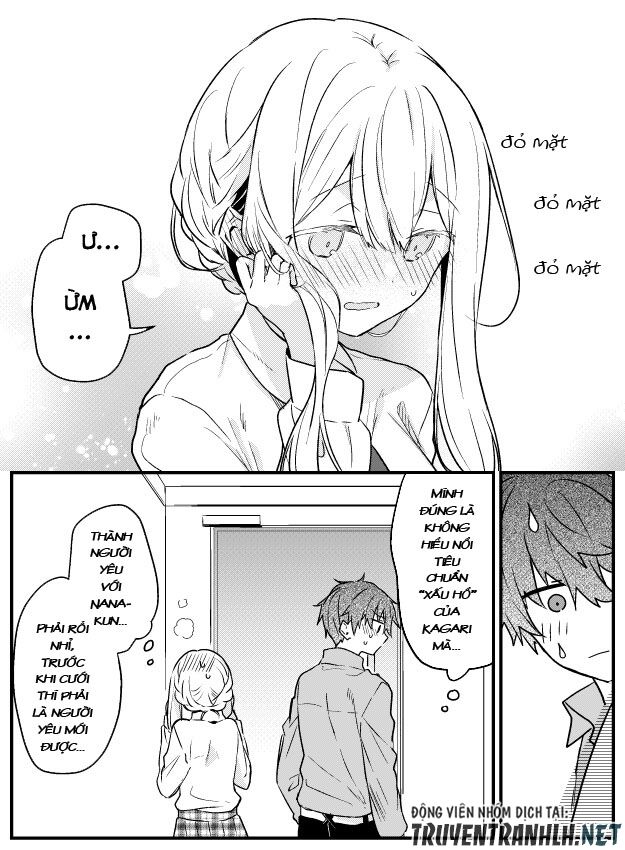 đỏ mặt
đỏ mặt
đỏ mặt
Ư...
ỪM
...
MÌNH
ĐÚNG LÀ
KHÔNG
HIỂU NỔI
TIÊU
CHUẨN
"XẤU HỔ"
CỦA
KAGARI
MÀ...
THÀNH
NGƯỜI
YÊU
VỚI
NANA-
KUN...
PHẢI RỒI
NHỈ,
TRƯỚC
KHI CƯỚI
THÌ PHẢI
LÀ NGƯỜI
YÊU MỚI
ĐƯỢC...
ĐỘNG VIÊN NHÓM DỊCH TẠI:
TRUYENTRANHLH.NET